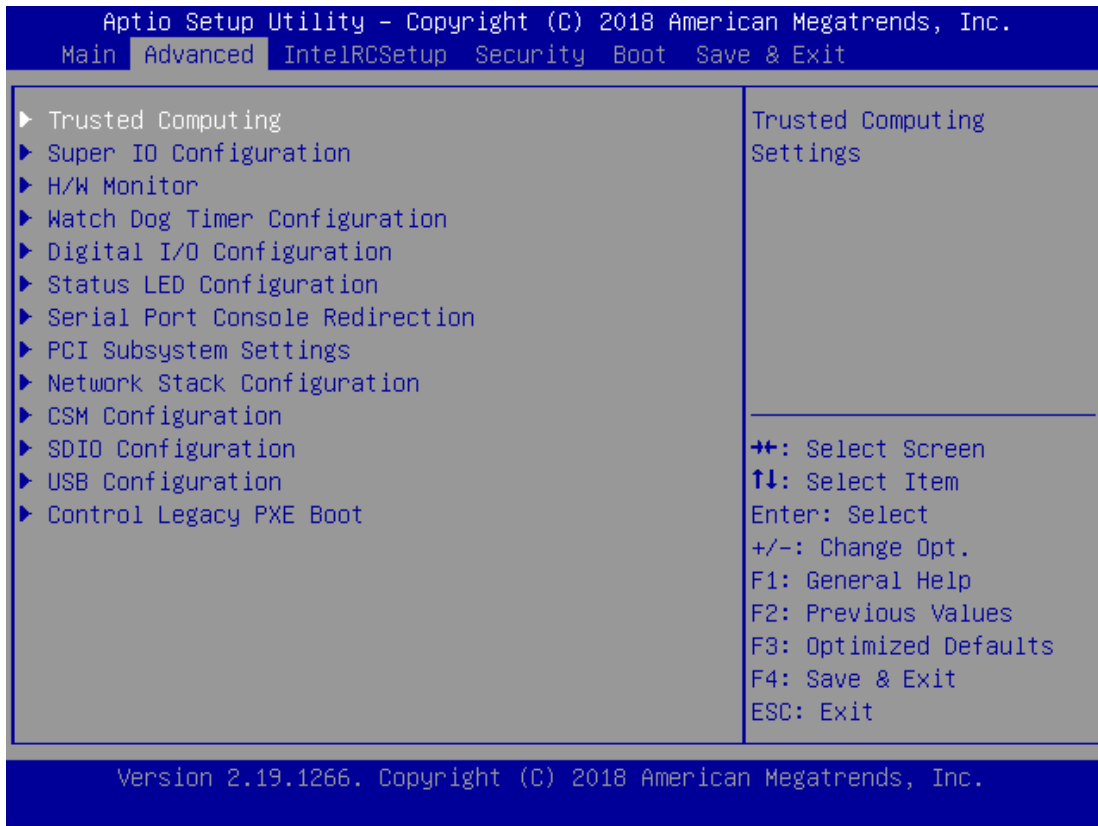 Aptio Setup Utility – Copyright (C) 2018 American Megatrends, Inc.
Main Advanced IntelRCSetup Security Boot Save & Exit
▶ Trusted Computing
▶ Super IO Configuration
▶ H/W Monitor
▶ Watch Dog Timer Configuration
▶ Digital I/O Configuration
▶ Status LED Configuration
▶ Serial Port Console Redirection
▶ PCI Subsystem Settings
▶ Network Stack Configuration
▶ CSM Configuration
▶ SDIO Configuration
▶ USB Configuration
▶ Control Legacy PXE Boot
Trusted Computing
Settings
→←: Select Screen
↑↓: Select Item
Enter: Select
+/-: Change Opt.
F1: General Help
F2: Previous Values
F3: Optimized Defaults
F4: Save & Exit
ESC: Exit
Version 2.19.1266. Copyright (C) 2018 American Megatrends, Inc.